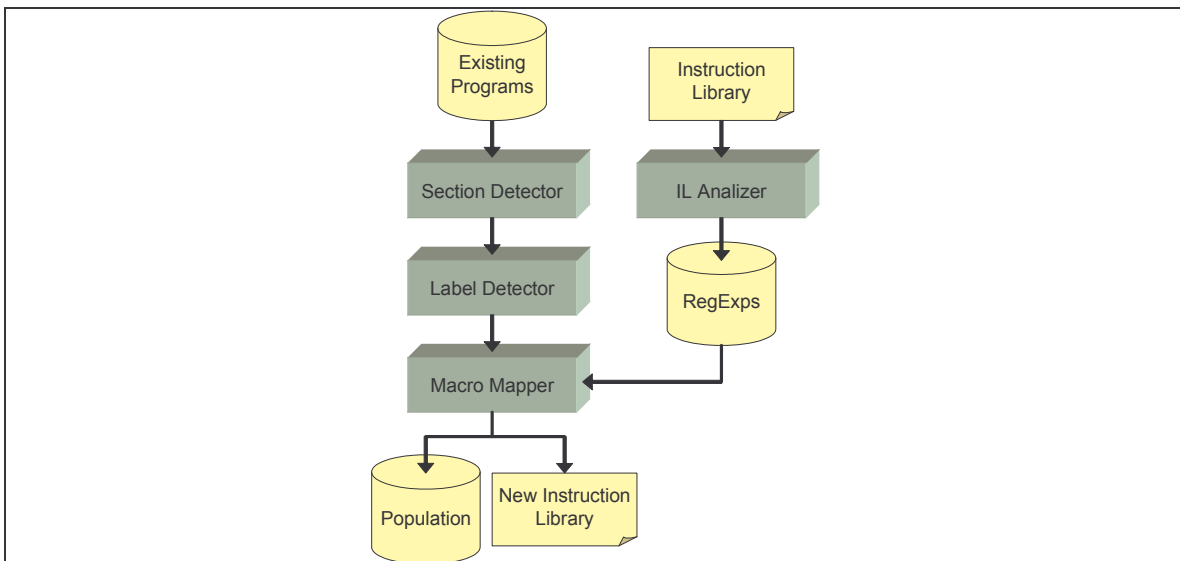 Existing
Programs
Instruction
Library
Section Detector
IL Analizer
Label Detector
RegExps
Macro Mapper
Population
New Instruction
Library